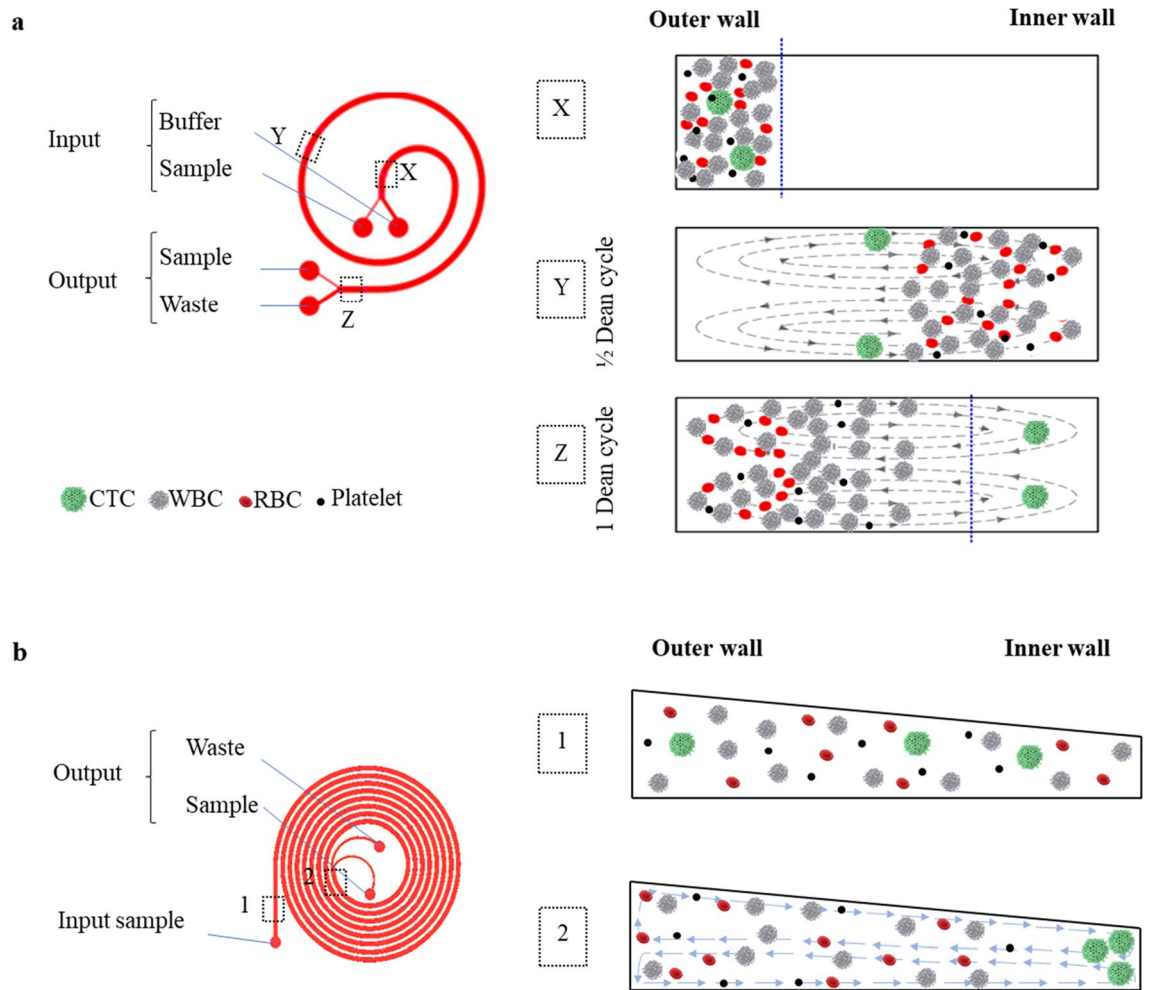 a
Outer wall
Inner wall
Input
Buffer
Sample
Output
Sample
Waste
Y
X
Z
X
Y
½ Dean cycle
Z
1 Dean cycle
CTC
WBC
RBC
Platelet
b
Outer wall
Inner wall
Output
Waste
Sample
Input sample
1
2
1
2